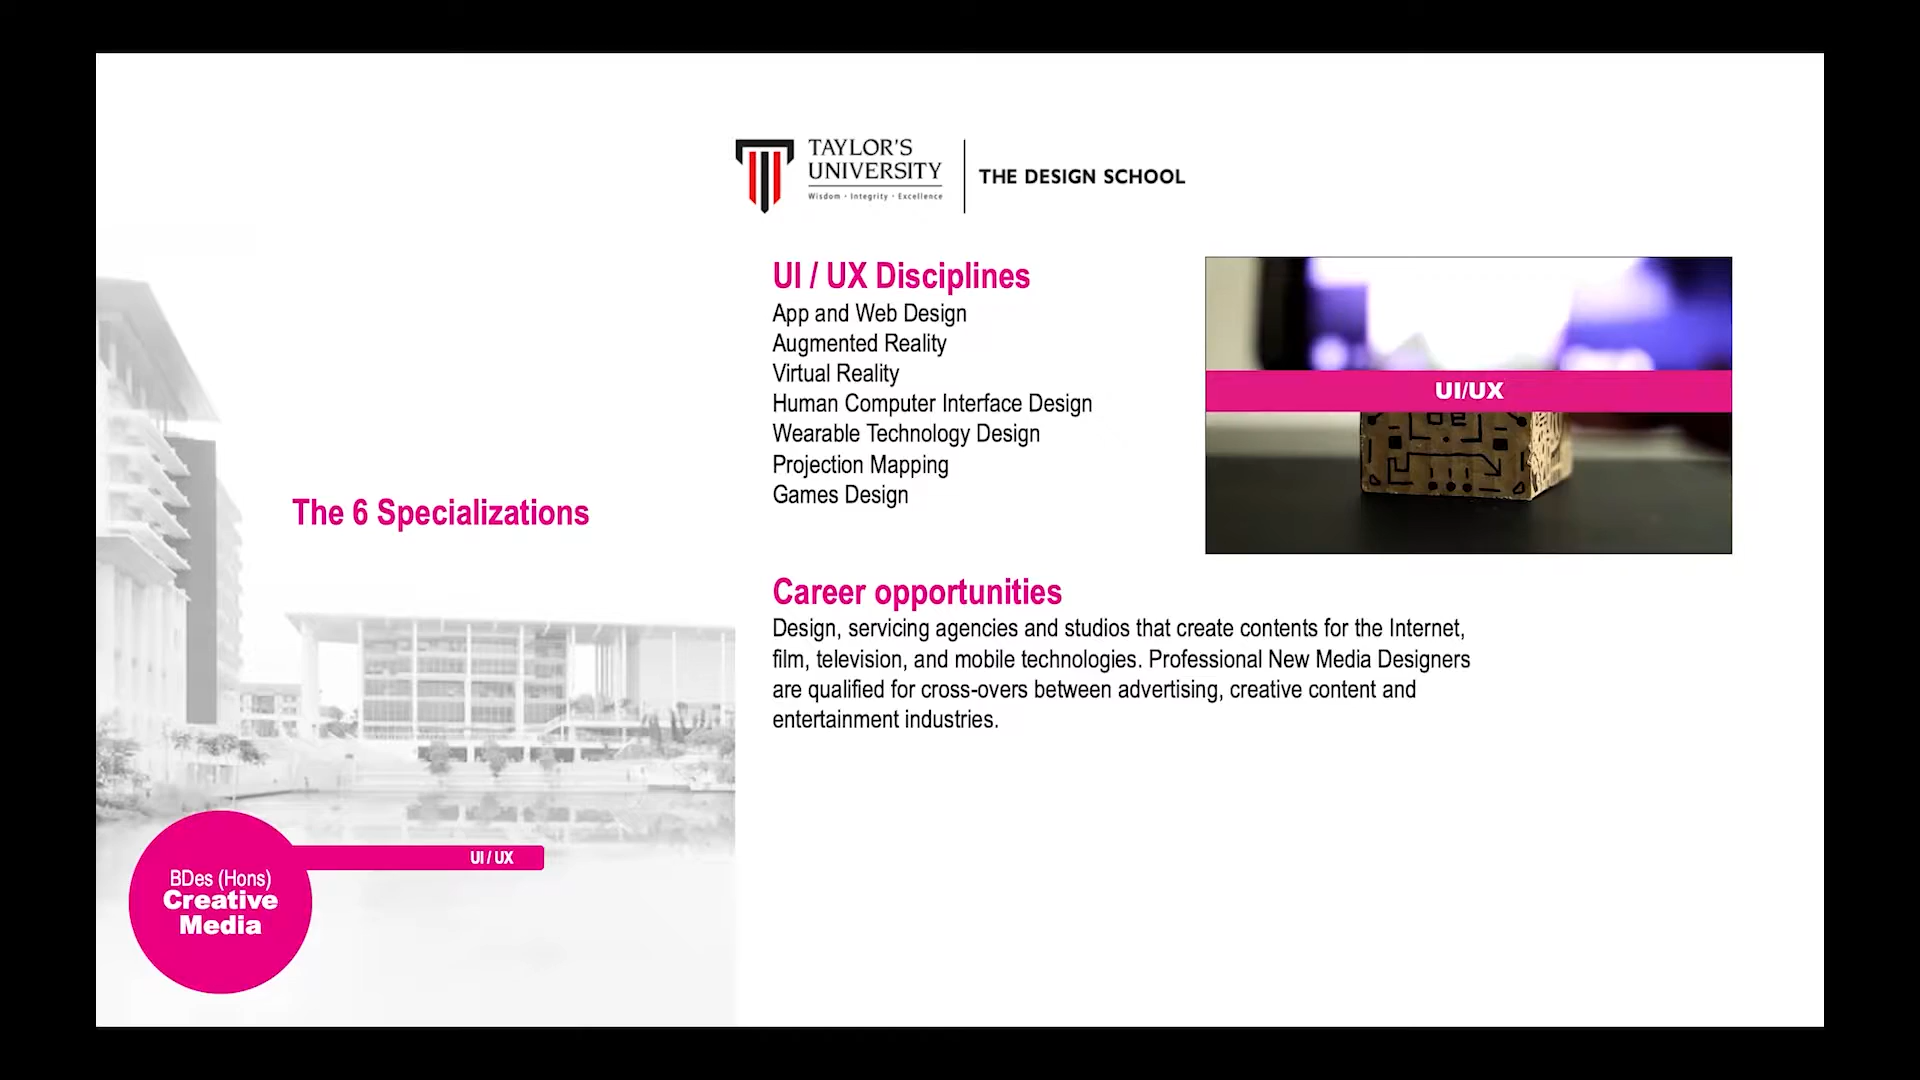 TAYLOR'S
UNIVERSITY
Wisdom · Integrity · Excellence
THE DESIGN SCHOOL
The 6 Specializations
UI / UX Disciplines
App and Web Design
Augmented Reality
Virtual Reality
Human Computer Interface Design
Wearable Technology Design
Projection Mapping
Games Design
UI/UX
Career opportunities
Design, servicing agencies and studios that create contents for the Internet,
film, television, and mobile technologies. Professional New Media Designers
are qualified for cross-overs between advertising, creative content and
entertainment industries.
UI / UX
BDes (Hons)
Creative
Media